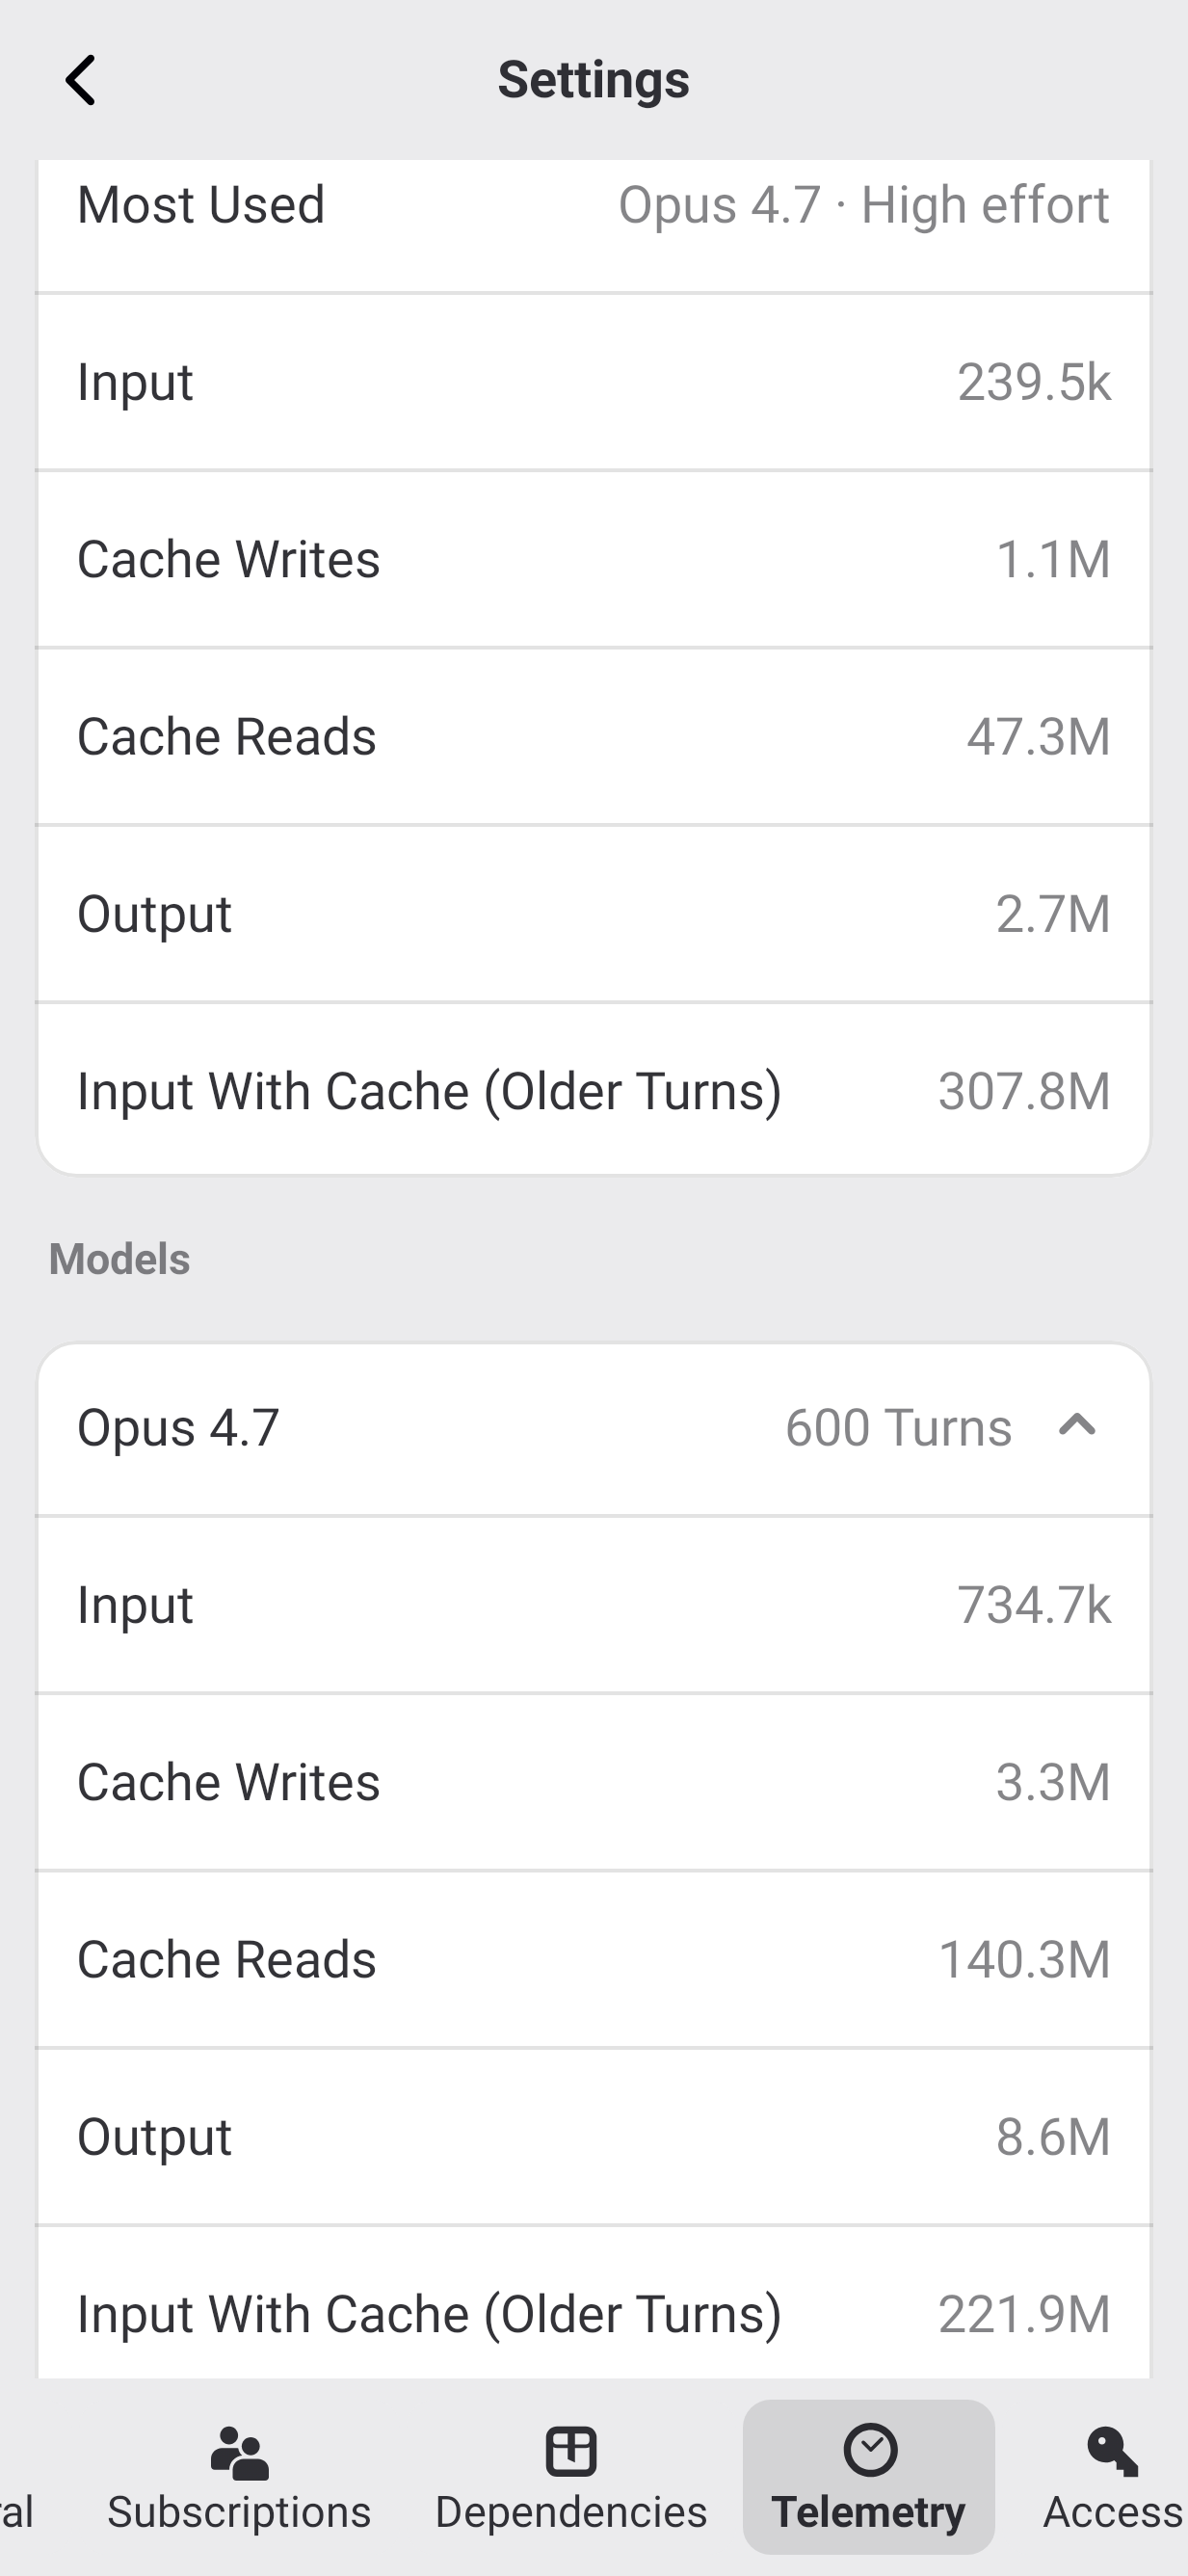 Settings
Most Used Opus 4.7 · High effort
Input 239.5k
Cache Writes 1.1M
Cache Reads 47.3M
Output 2.7M
Input With Cache (Older Turns) 307.8M
Models
Opus 4.7 600 Turns
Input 734.7k
Cache Writes 3.3M
Cache Reads 140.3M
Output 8.6M
Input With Cache (Older Turns) 221.9M
al Subscriptions Dependencies Telemetry Access